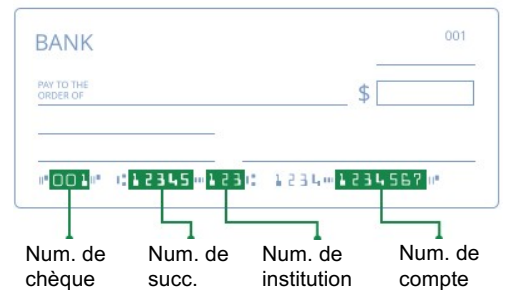 BANK
001
PAY TO THE
ORDER OF
$
⑈001⑈ ⑆12345⑉123⑆ 1234⑉1234567⑈
Num. de chèque
Num. de succ.
Num. de institution
Num. de compte